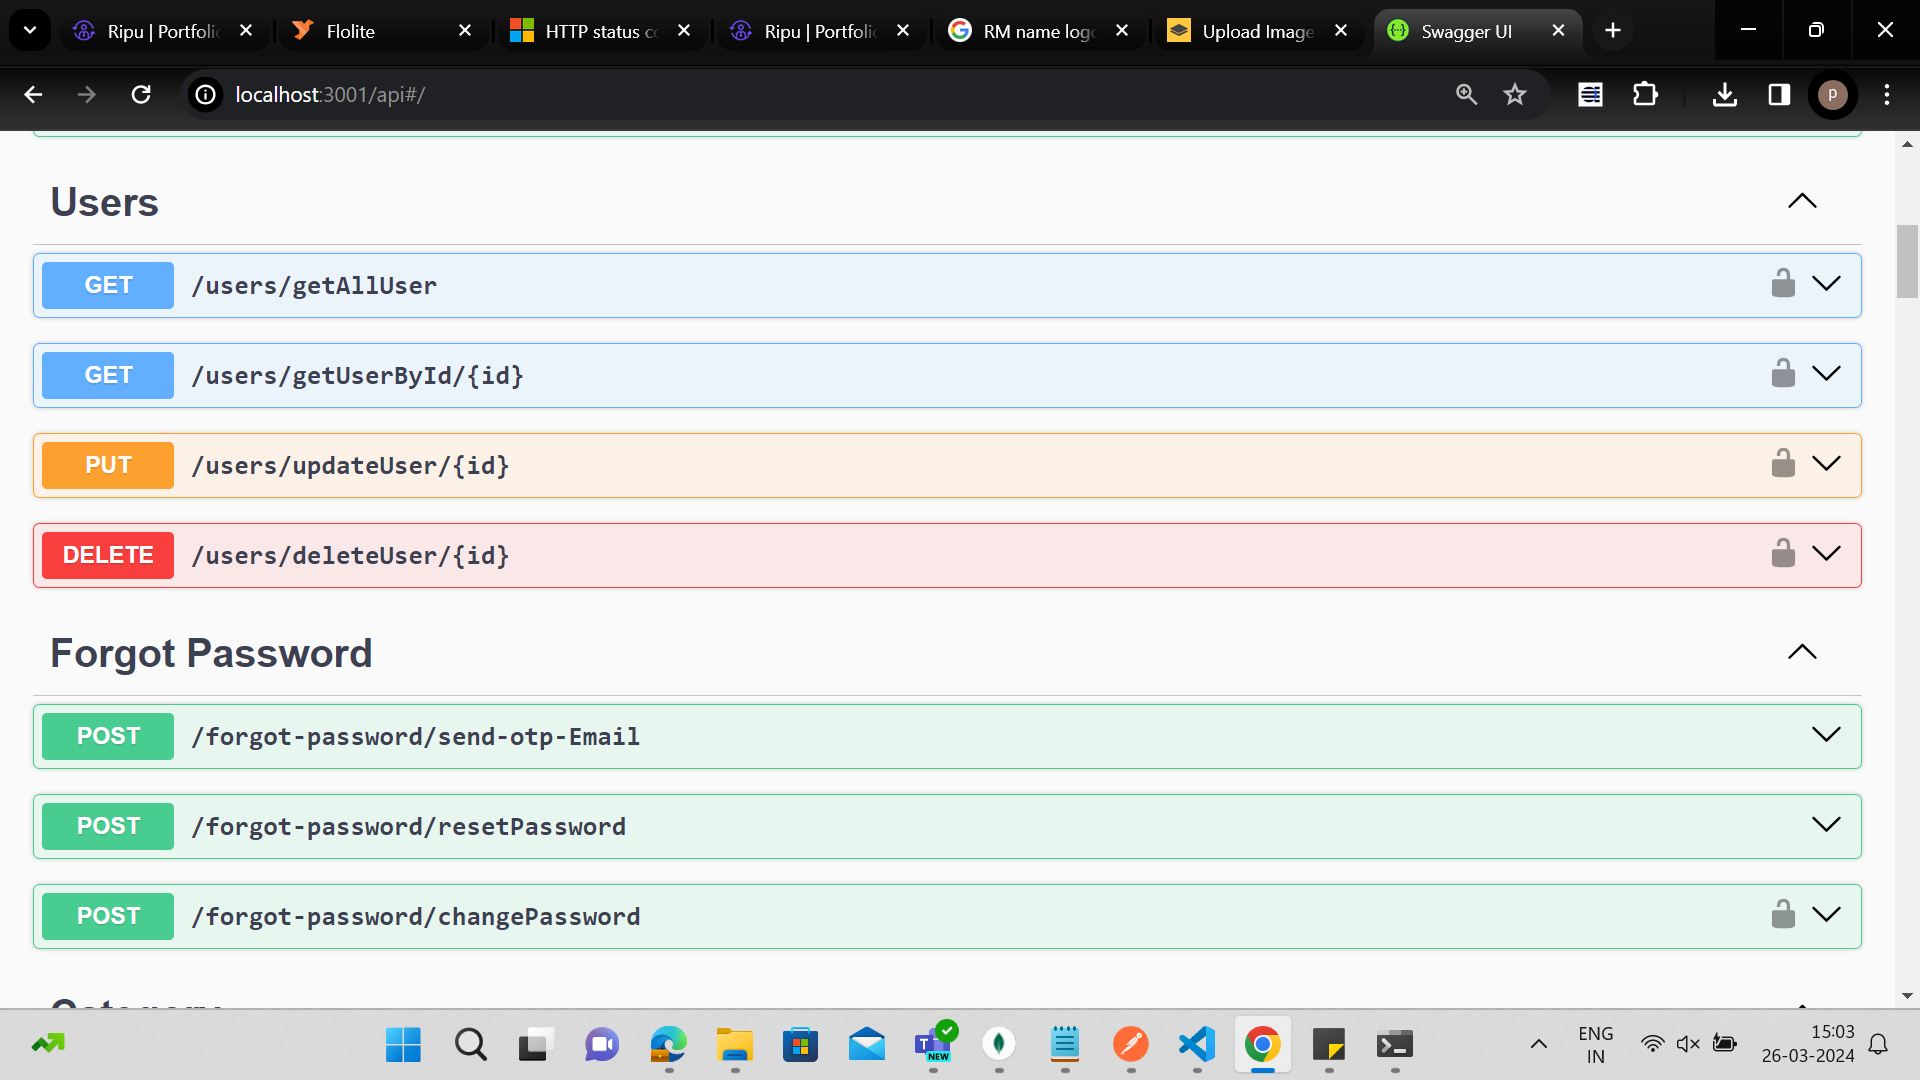 Ripu | Portfolio
Flolite
HTTP status co
Ripu | Portfolio
RM name logo
Upload Image
Swagger UI
localhost:3001/api#/
p
Users
GET /users/getAllUser
GET /users/getUserById/{id}
PUT /users/updateUser/{id}
DELETE /users/deleteUser/{id}
Forgot Password
POST /forgot-password/send-otp-Email
POST /forgot-password/resetPassword
POST /forgot-password/changePassword
Category
T
NEW
ENG
IN
15:03
26-03-2024